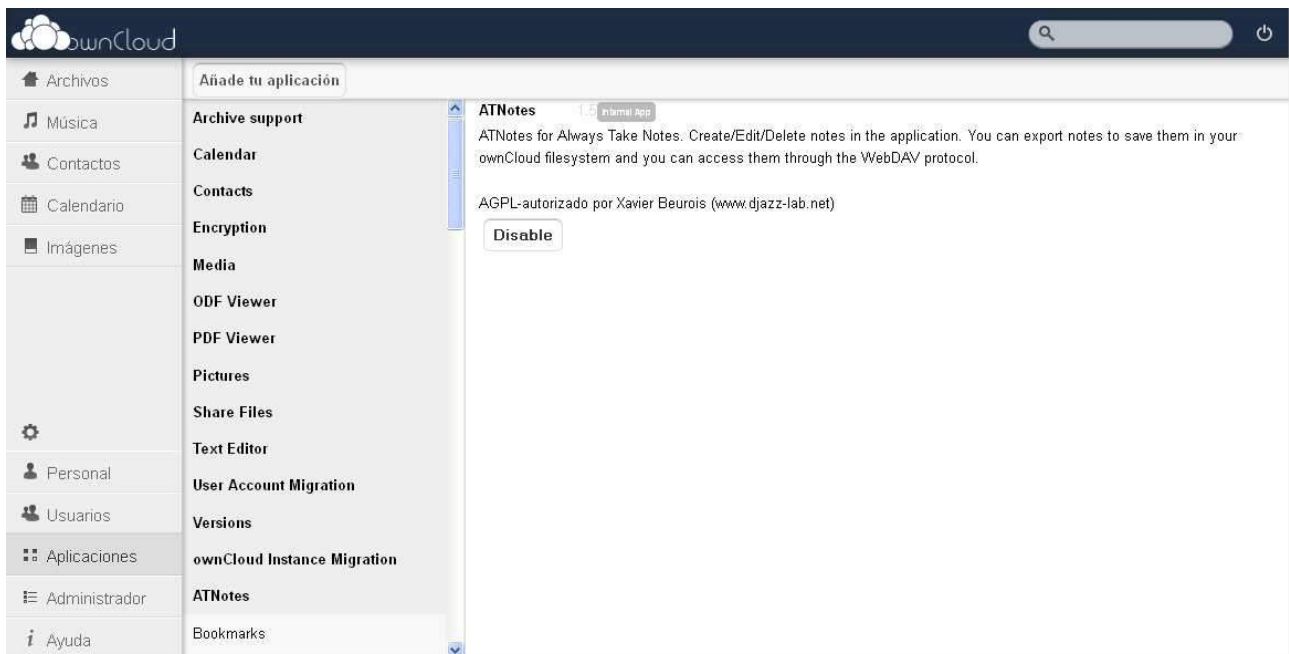 ownCloud
Archivos
Música
Contactos
Calendario
Imágenes
Personal
Usuarios
Aplicaciones
Administrador
Ayuda
Añade tu aplicación
Archive support
Calendar
Contacts
Encryption
Media
ODF Viewer
PDF Viewer
Pictures
Share Files
Text Editor
User Account Migration
Versions
ownCloud Instance Migration
ATNotes
Bookmarks
ATNotes 1.5 Internal App
ATNotes for Always Take Notes. Create/Edit/Delete notes in the application. You can export notes to save them in your
ownCloud filesystem and you can access them through the WebDAV protocol.
AGPL-autorizado por Xavier Beurois (www.djazz-lab.net)
Disable